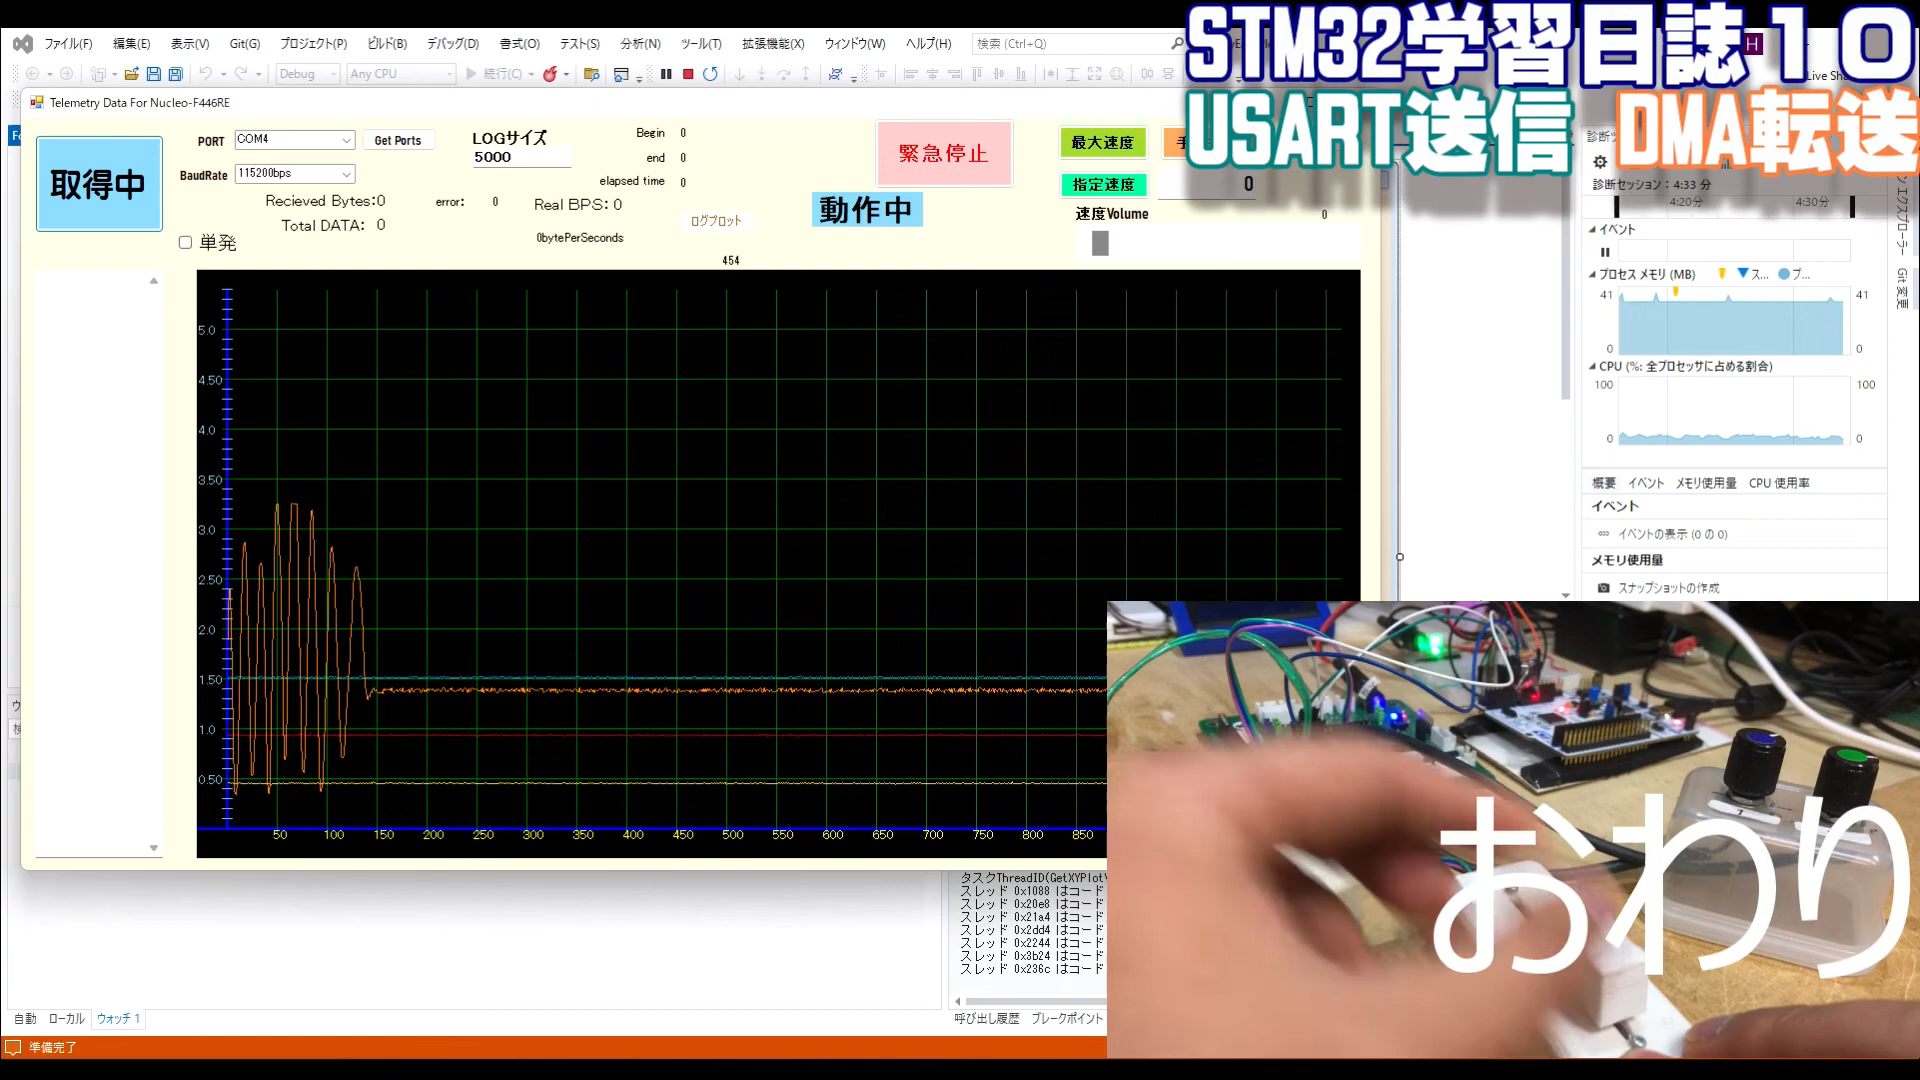 STM32学習日誌１０
USART送信 DMA転送
ファイル(F) 編集(E) 表示(V) Git(G) プロジェクト(P) ビルド(B) デバッグ(D) 書式(O) テスト(S) 分析(N) ツール(T) 拡張機能(X) ウィンドウ(W) ヘルプ(H) 検索 (Ctrl+Q)
Debug Any CPU 続行(Q)
Telemetry Data For Nucleo-F446RE
取得中
PORT COM4 Get Ports
BaudRate 115200bps
LOGサイズ
5000
Begin 0
end 0
elapsed time 0
Recieved Bytes:0 error: 0 Real BPS: 0
Total DATA: 0
0bytePerSeconds
ログプロット
単発
454
緊急停止
動作中
最大速度
指定速度 0
速度Volume 0
5.0
4.50
4.0
3.50
3.0
2.50
2.0
1.50
1.0
0.50
50 100 150 200 250 300 350 400 450 500 550 600 650 700 750 800 850
診断セッション：4:33 分
4:20分 4:30分
イベント
プロセス メモリ (MB) ス... プ...
41 41
0 0
CPU (%: 全プロセッサに占める割合)
100 100
0 0
概要 イベント メモリ使用量 CPU 使用率
イベント
イベントの表示 (0 の 0)
メモリ使用量
スナップショットの作成
Git 変更
タスクThreadID(GetXYPlot
スレッド 0x1088 はコード
スレッド 0x20e8 はコード
スレッド 0x21a4 はコード
スレッド 0x2dd4 はコード
スレッド 0x2244 はコード
スレッド 0x3b24 はコード
スレッド 0x236c はコード
自動 ローカル ウォッチ 1
呼び出し履歴 ブレークポイント
準備完了
おわり